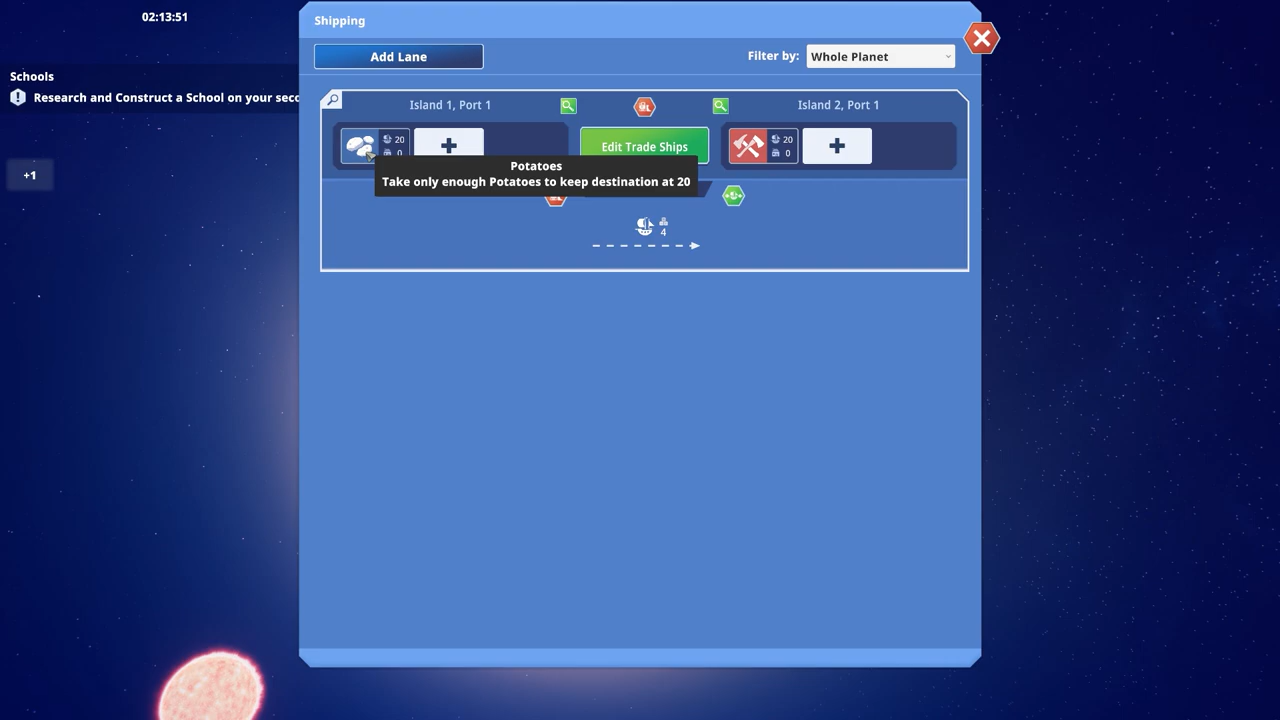 02:13:51
Shipping
Add Lane
Filter by:
Whole Planet
Schools
Research and Construct a School on your seco
+1
Island 1, Port 1
Island 2, Port 1
20
0
Edit Trade Ships
20
0
Potatoes
Take only enough Potatoes to keep destination at 20
4